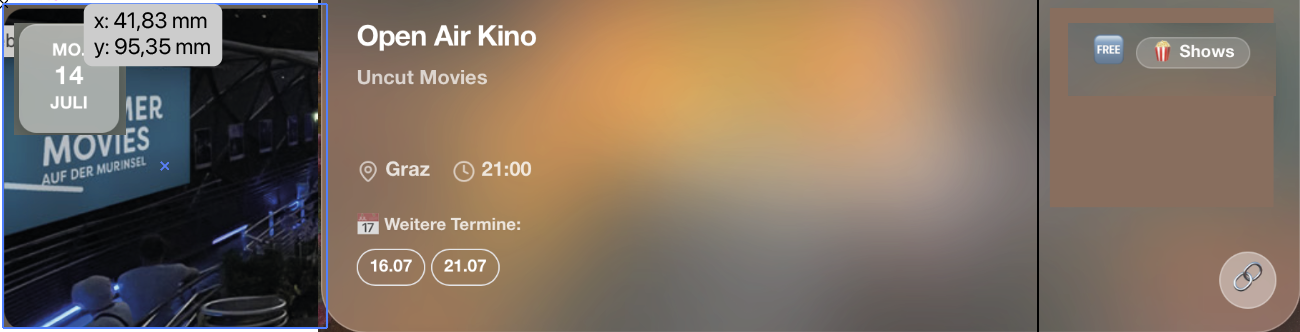 x: 41,83 mm
y: 95,35 mm
MO.
14
JULI
MER
MOVIES
AUF DER MURINSEL
Open Air Kino
Uncut Movies
Graz 21:00
17 Weitere Termine:
16.07 21.07
FREE Shows